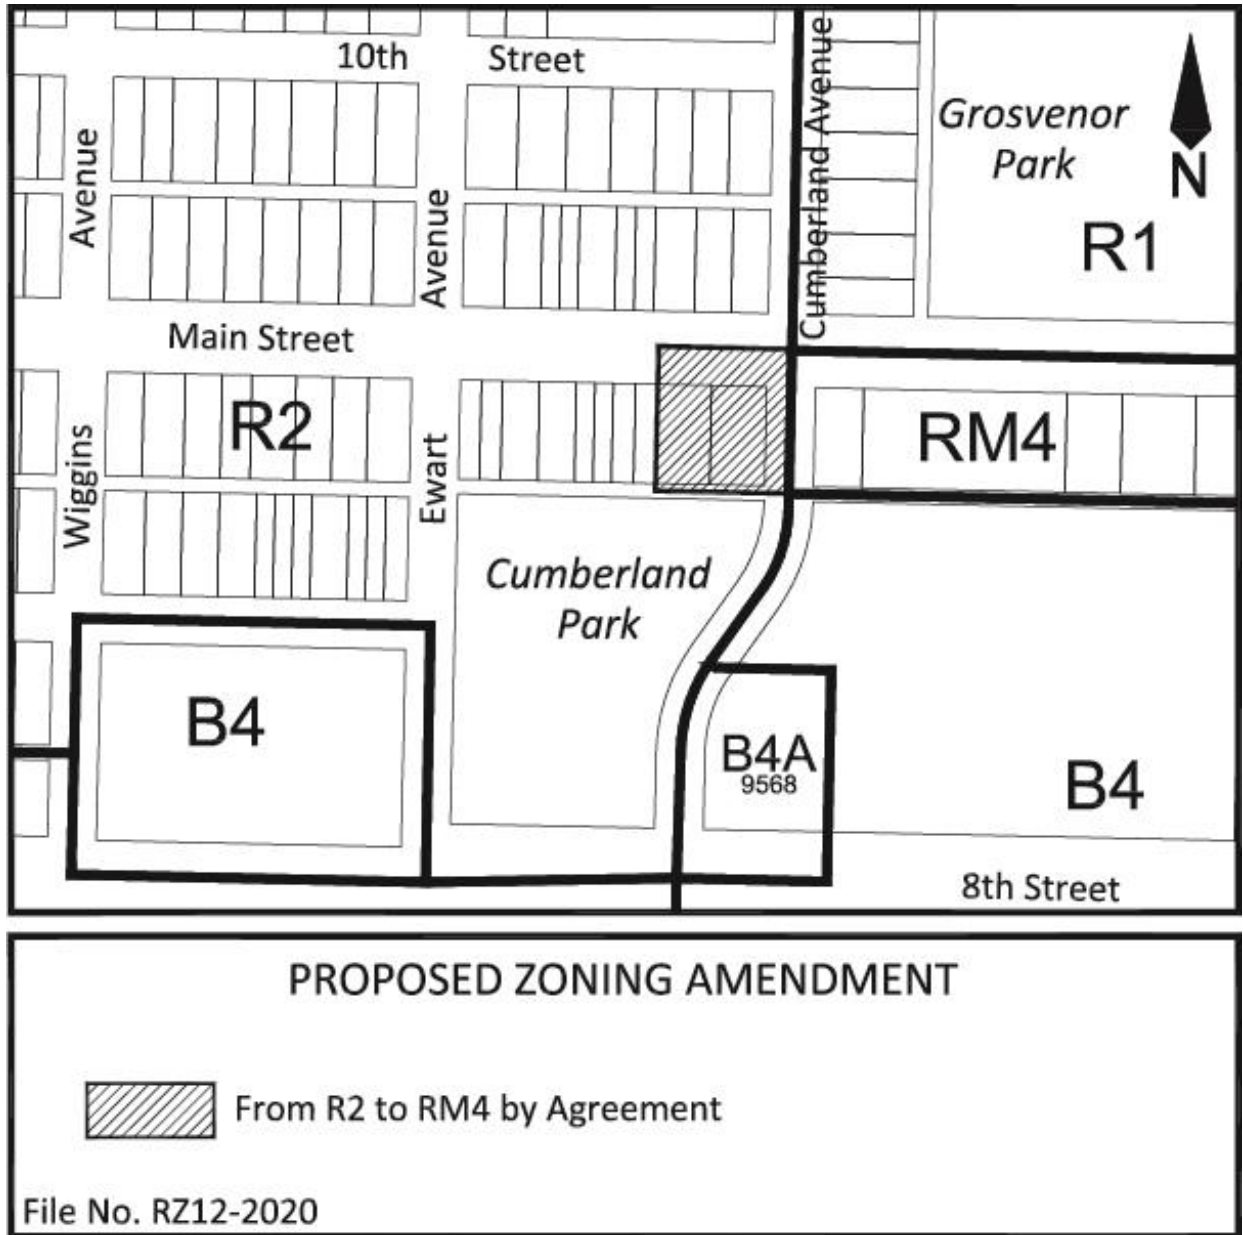 10th Street
Cumberland Avenue
Grosvenor
Park
N
Avenue
Avenue
R1
Main Street
R2
RM4
Wiggins
Ewart
Cumberland
Park
B4
B4A
9568
B4
8th Street
PROPOSED ZONING AMENDMENT
From R2 to RM4 by Agreement
File No. RZ12-2020